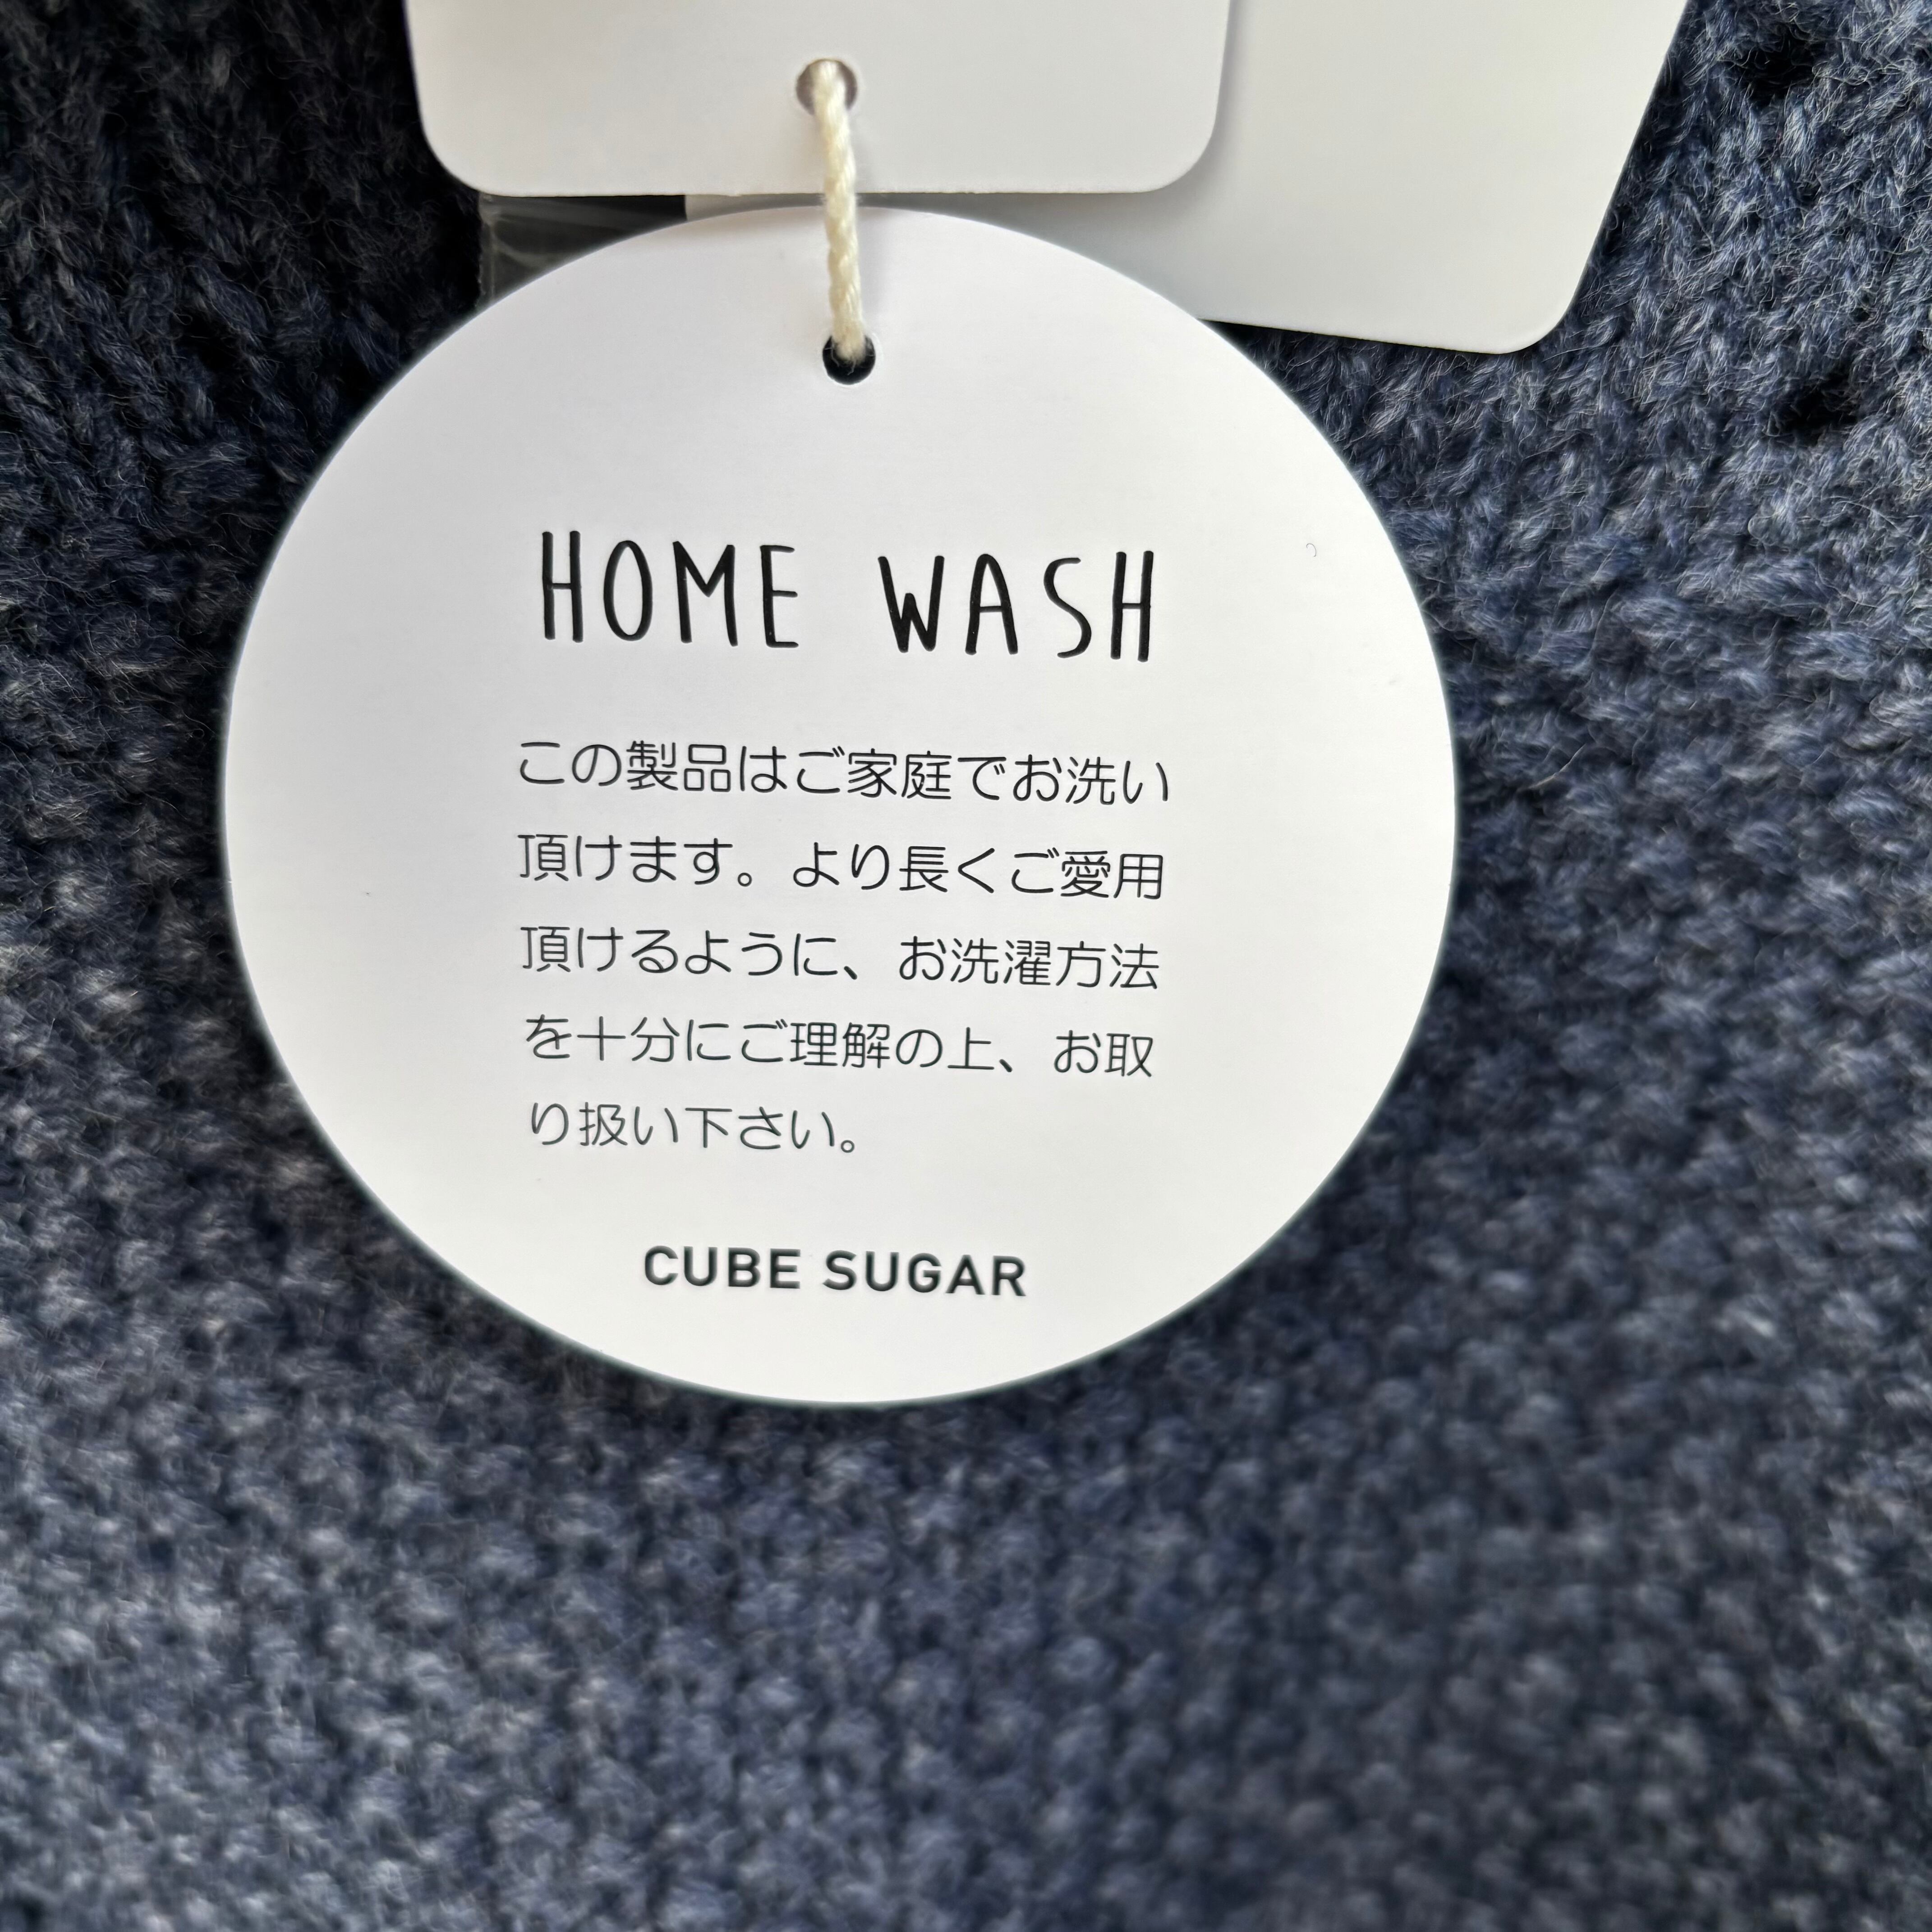 HOME WASH
この製品はご家庭でお洗い
頂けます。より長くご愛用
頂けるように、お洗濯方法
を十分にご理解の上、お取
り扱い下さい。
CUBE SUGAR